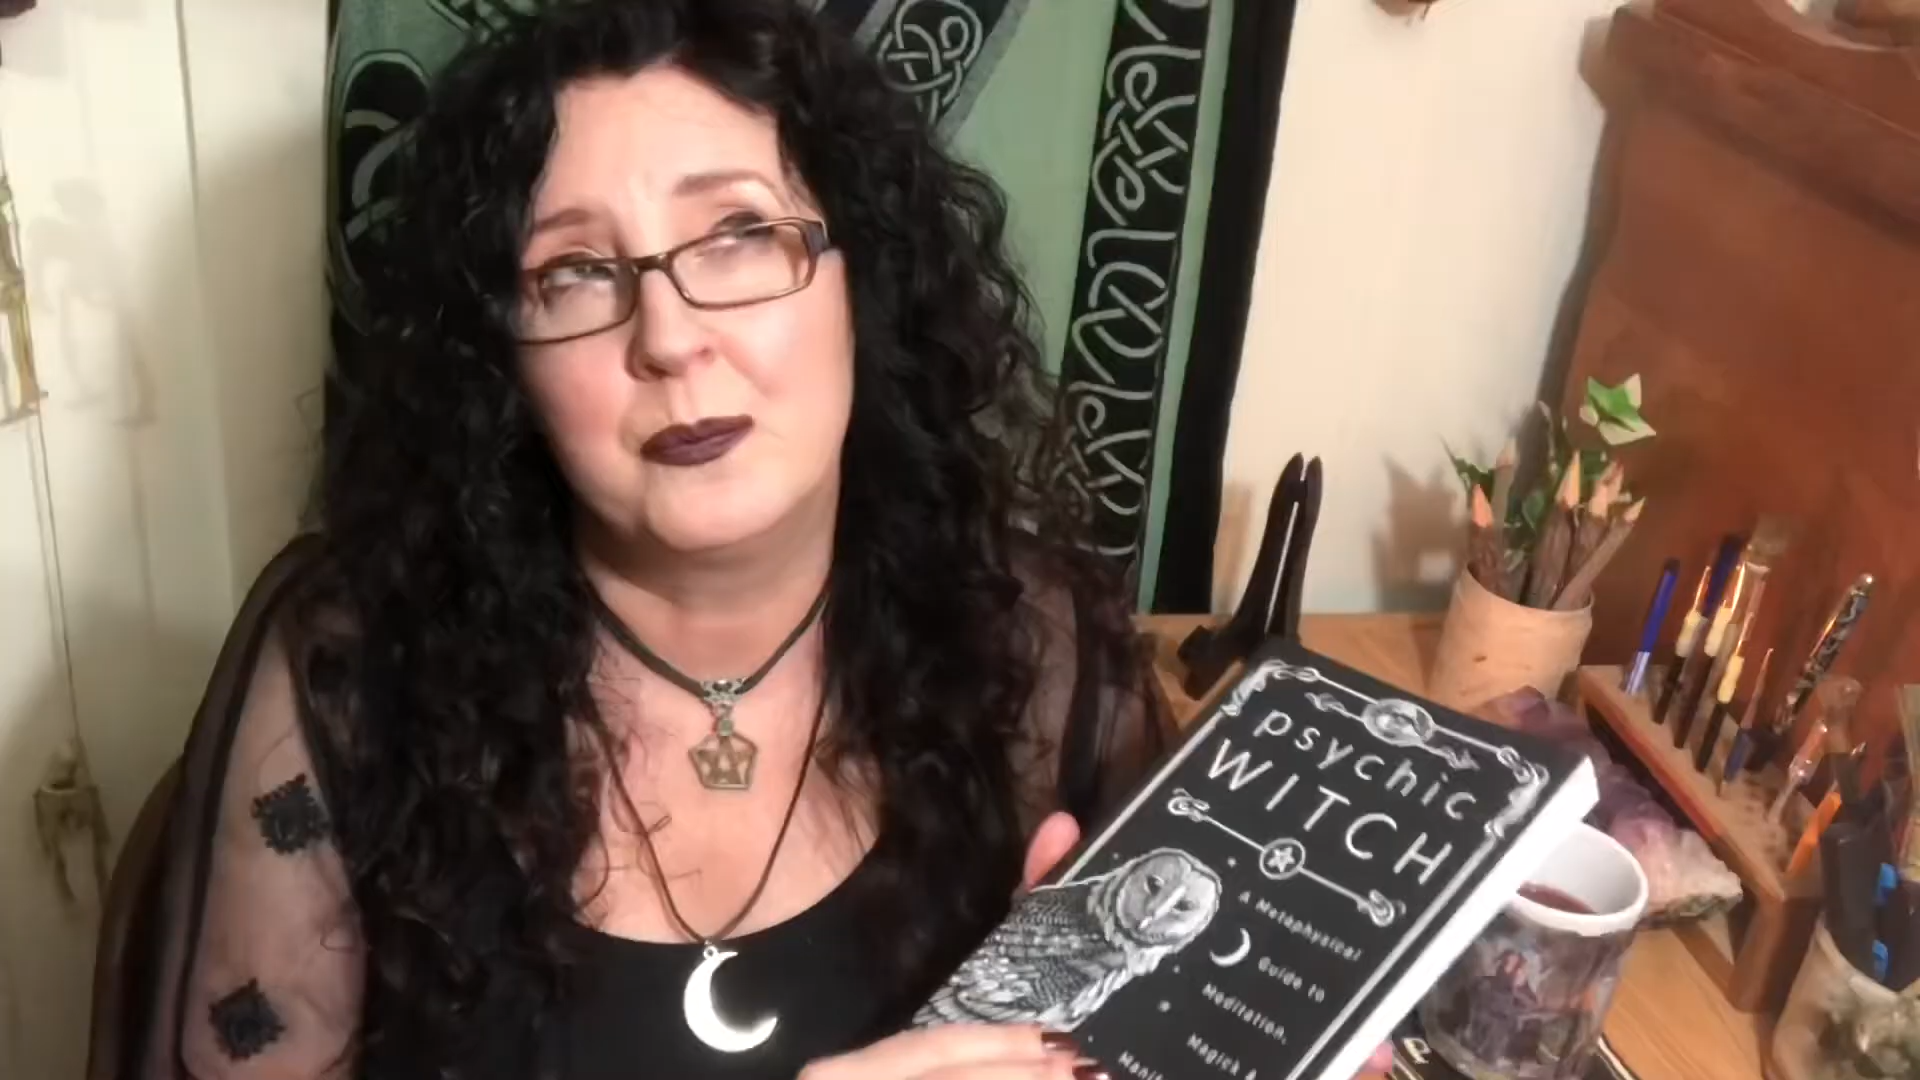 psychic
WITCH
A Metaphysical
Guide to
Meditation,
Magick &